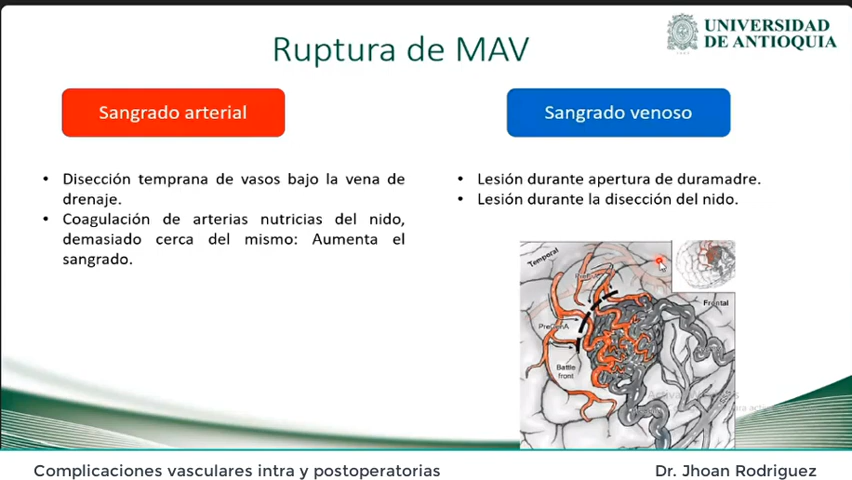 Ruptura de MAV
UNIVERSIDAD
DE ANTIOQUIA
Sangrado arterial
Sangrado venoso
• Disección temprana de vasos bajo la vena de
drenaje.
• Coagulación de arterias nutricias del nido,
demasiado cerca del mismo: Aumenta el
sangrado.
• Lesión durante apertura de duramadre.
• Lesión durante la disección del nido.
Temporal
Frontal
Battle
front
Complicaciones vasculares intra y postoperatorias
Dr. Jhoan Rodriguez